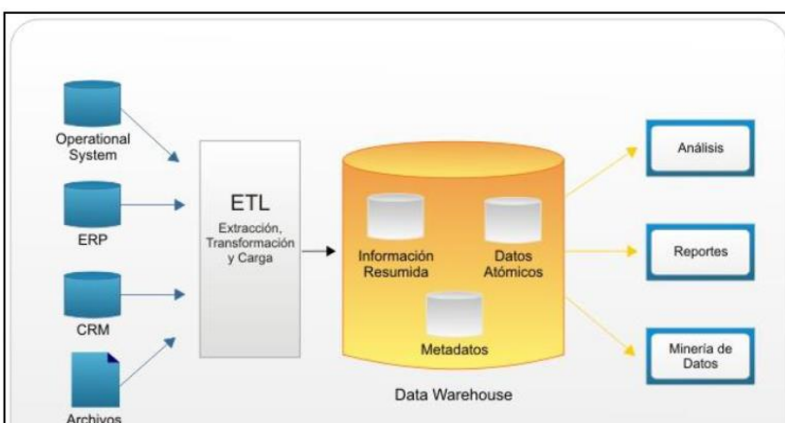 Operational
System
ERP
CRM
Archivos
ETL
Extracción,
Transformación
y Carga
Información
Resumida
Datos
Atómicos
Metadatos
Data Warehouse
Análisis
Reportes
Minería de
Datos